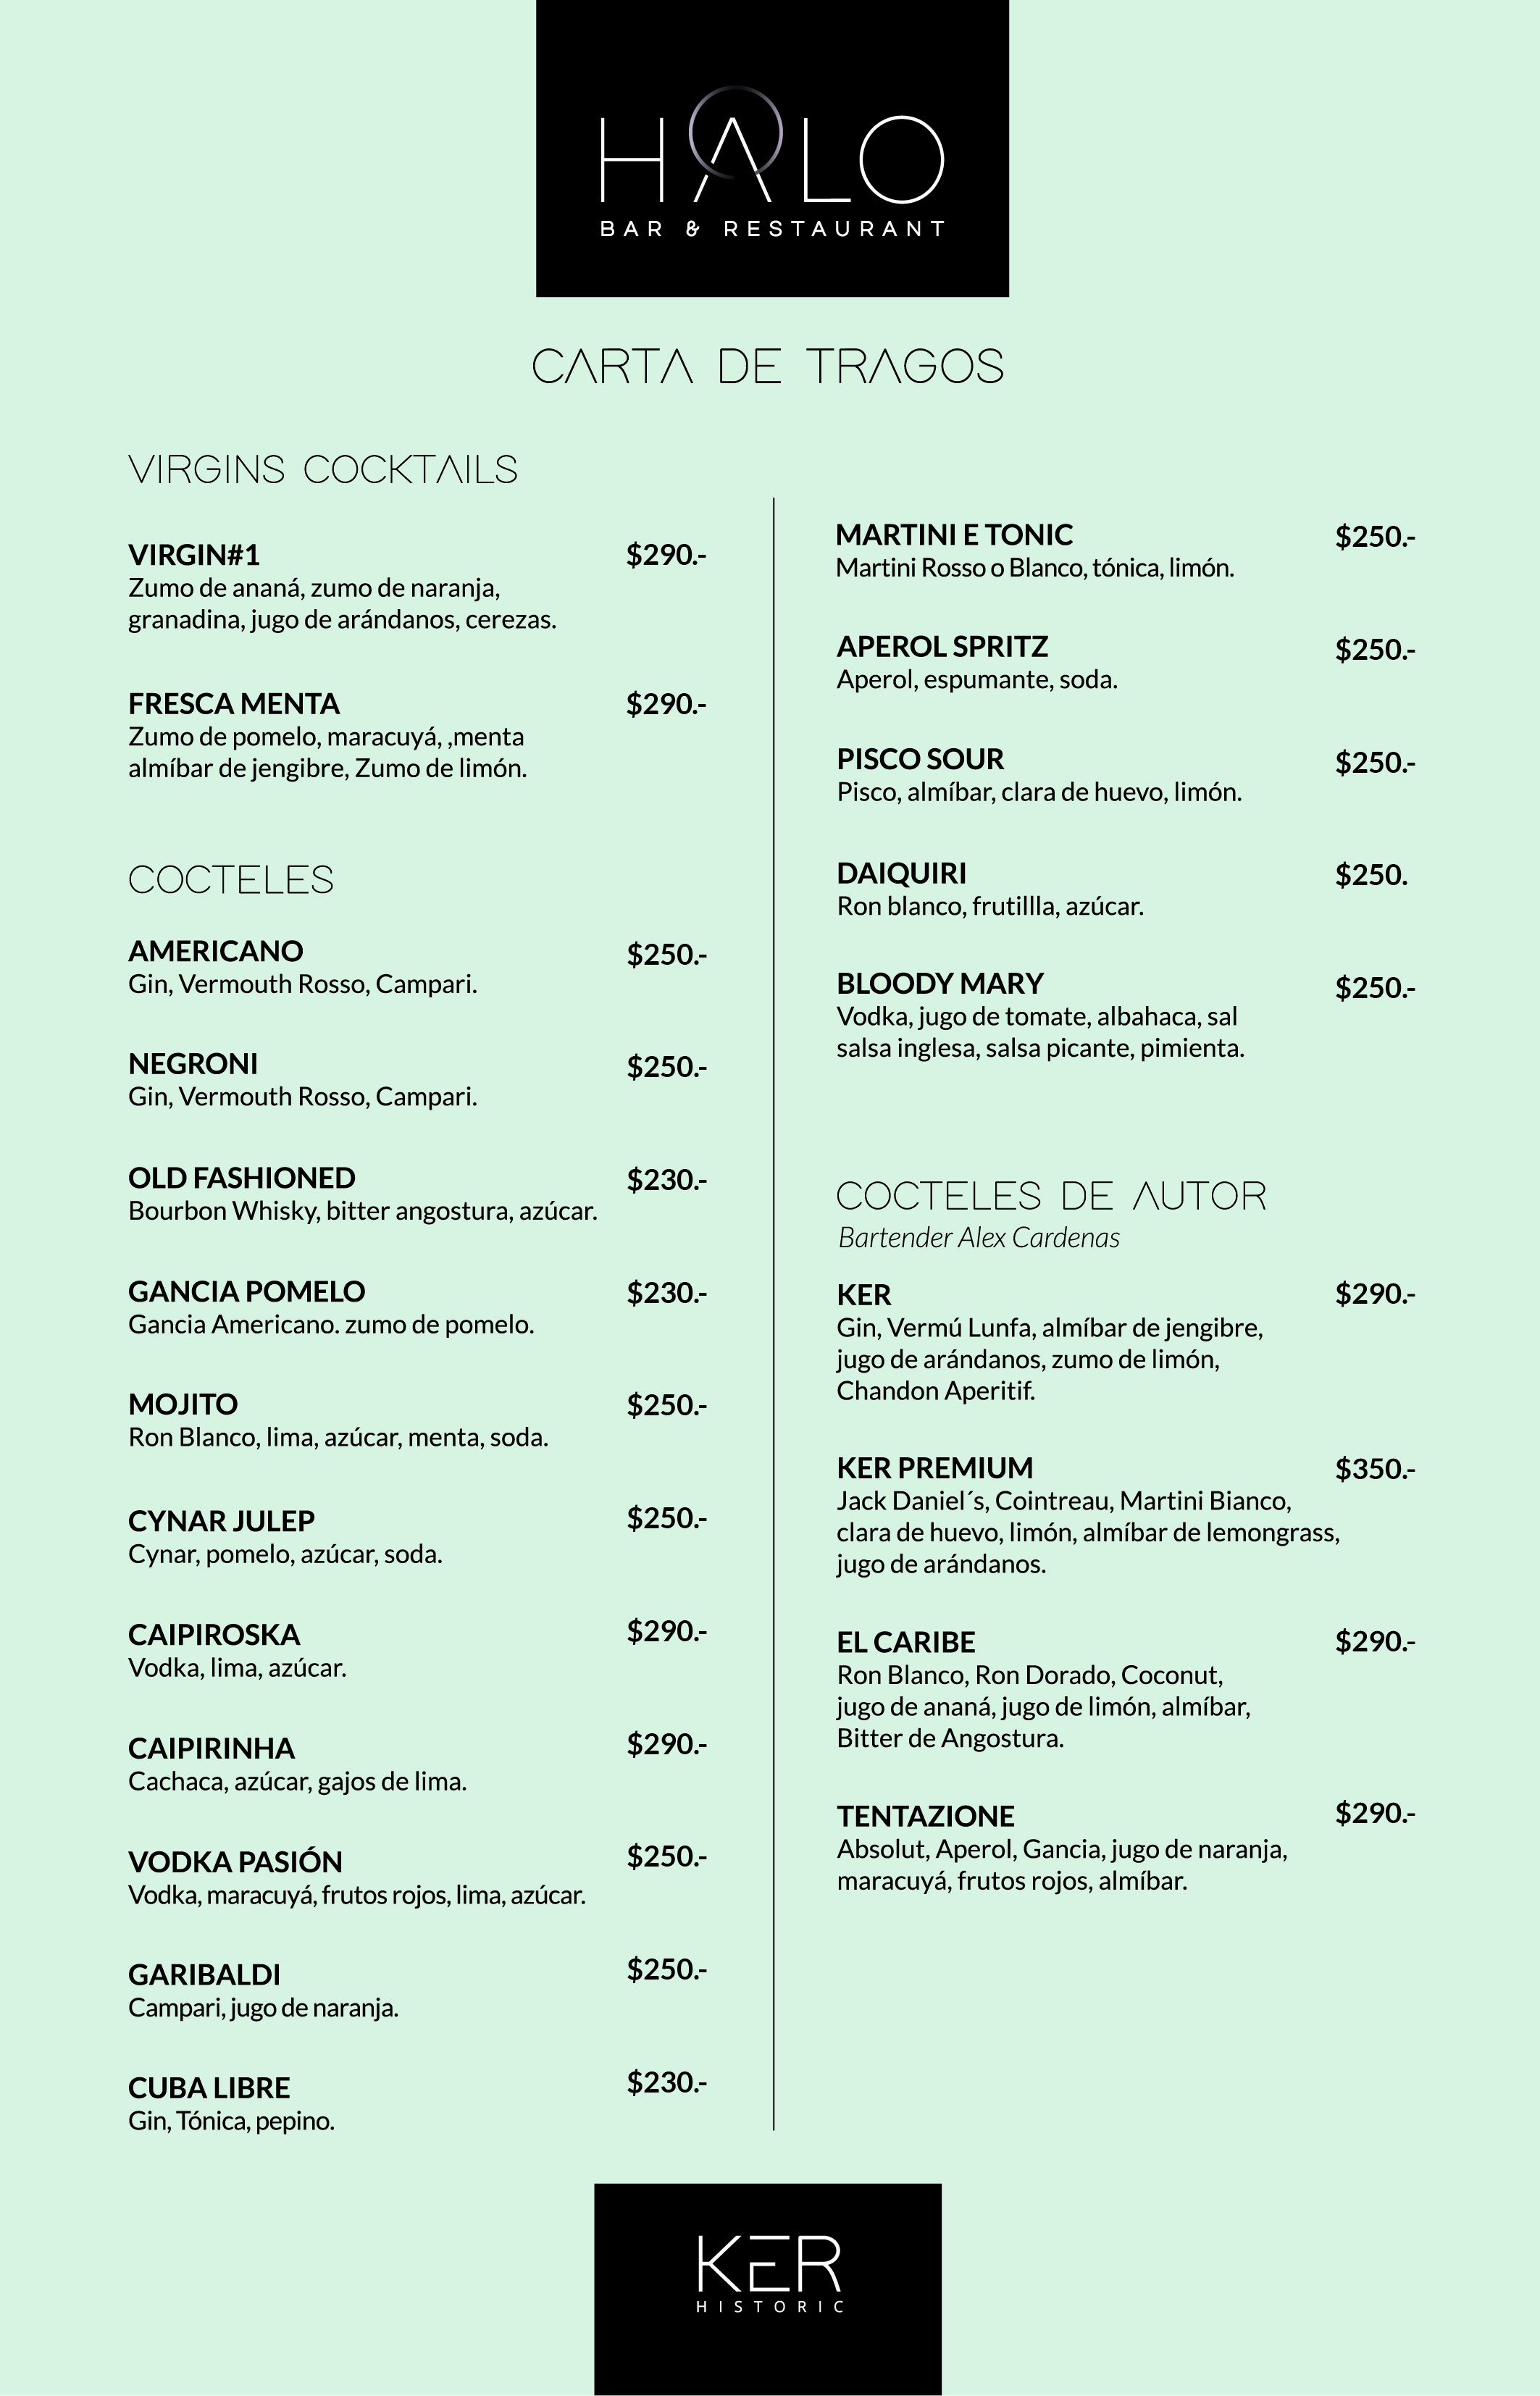 HALO
BAR & RESTAURANT
CARTA DE TRAGOS
VIRGINS COCKTAILS
VIRGIN#1 $290.-
Zumo de ananá, zumo de naranja,
granadina, jugo de arándanos, cerezas.
FRESCA MENTA $290.-
Zumo de pomelo, maracuyá, ,menta
almíbar de jengibre, Zumo de limón.
COCTELES
AMERICANO $250.-
Gin, Vermouth Rosso, Campari.
NEGRONI $250.-
Gin, Vermouth Rosso, Campari.
OLD FASHIONED $230.-
Bourbon Whisky, bitter angostura, azúcar.
GANCIA POMELO $230.-
Gancia Americano. zumo de pomelo.
MOJITO $250.-
Ron Blanco, lima, azúcar, menta, soda.
CYNAR JULEP $250.-
Cynar, pomelo, azúcar, soda.
CAIPIROSKA $290.-
Vodka, lima, azúcar.
CAIPIRINHA $290.-
Cachaca, azúcar, gajos de lima.
VODKA PASIÓN $250.-
Vodka, maracuyá, frutos rojos, lima, azúcar.
GARIBALDI $250.-
Campari, jugo de naranja.
CUBA LIBRE $230.-
Gin, Tónica, pepino.
MARTINI E TONIC $250.-
Martini Rosso o Blanco, tónica, limón.
APEROL SPRITZ $250.-
Aperol, espumante, soda.
PISCO SOUR $250.-
Pisco, almíbar, clara de huevo, limón.
DAIQUIRI $250.
Ron blanco, frutillla, azúcar.
BLOODY MARY $250.-
Vodka, jugo de tomate, albahaca, sal
salsa inglesa, salsa picante, pimienta.
COCTELES DE AUTOR
Bartender Alex Cardenas
KER $290.-
Gin, Vermú Lunfa, almíbar de jengibre,
jugo de arándanos, zumo de limón,
Chandon Aperitif.
KER PREMIUM $350.-
Jack Daniel´s, Cointreau, Martini Bianco,
clara de huevo, limón, almíbar de lemongrass,
jugo de arándanos.
EL CARIBE $290.-
Ron Blanco, Ron Dorado, Coconut,
jugo de ananá, jugo de limón, almíbar,
Bitter de Angostura.
TENTAZIONE $290.-
Absolut, Aperol, Gancia, jugo de naranja,
maracuyá, frutos rojos, almíbar.
KER
HISTORIC